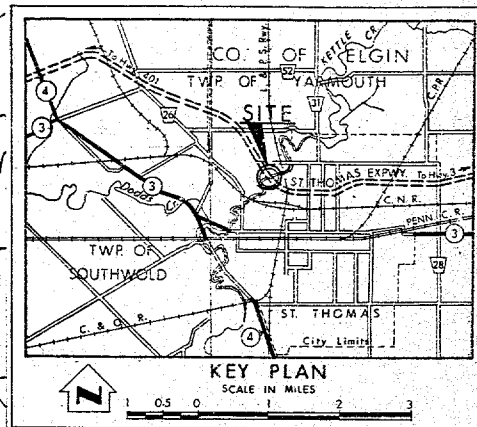 KETTLE CR.
CO. OF ELGIN
TWP. OF YARMOUTH
L. & P. S. Rwy.
To Hwy. 401
C.P.R.
4
52
31
26
3
SITE
ST. THOMAS EXPWY. To Hwy. 3
3
Dodds Cr.
C. N. R.
PENN C. R.
3
TWP. OF
SOUTHWOLD
28
C. & O. R.
ST. THOMAS
4
City Limits
KEY PLAN
SCALE IN MILES
N
1 0.5 0 1 2 3